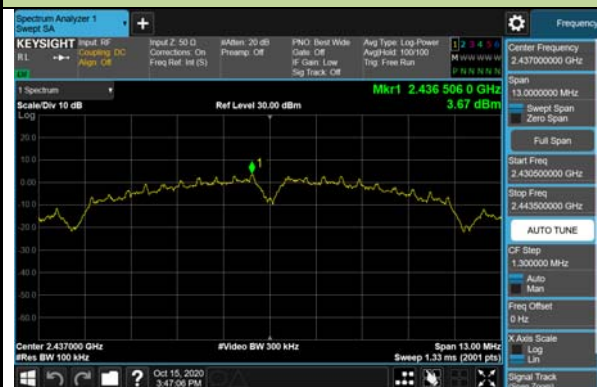 Spectrum Analyzer 1
Swept SA
Frequency
KEYSIGHT Input: RF
RL
Coupling: DC
Align: Off
Input Z: 50 Ω
Corrections: On
Freq Ref: Int (S)
#Atten: 20 dB
Preamp: Off
PNO: Best Wide
Gate: Off
IF Gain: Low
Sig Track: Off
Avg Type: Log-Power
Avg|Hold: 100/100
Trig: Free Run
1 2 3 4 5 6
M W W W W W
P N N N N N
1 Spectrum
Scale/Div 10 dB
Log
Ref Level 30.00 dBm
Mkr1 2.436 506 0 GHz
3.67 dBm
20.0
10.0
0.00
-10.0
-20.0
-30.0
-40.0
-50.0
-60.0
1
Center 2.437000 GHz
#Res BW 100 kHz
#Video BW 300 kHz
Span 13.00 MHz
Sweep 1.33 ms (2001 pts)
Center Frequency
2.437000000 GHz
Span
13.0000000 MHz
Swept Span
Zero Span
Full Span
Start Freq
2.430500000 GHz
Stop Freq
2.443500000 GHz
AUTO TUNE
CF Step
1.300000 MHz
Auto
Man
Freq Offset
0 Hz
X Axis Scale
Log
Lin
Signal Track
(Span Zoom)
?
Oct 15, 2020
3:47:06 PM